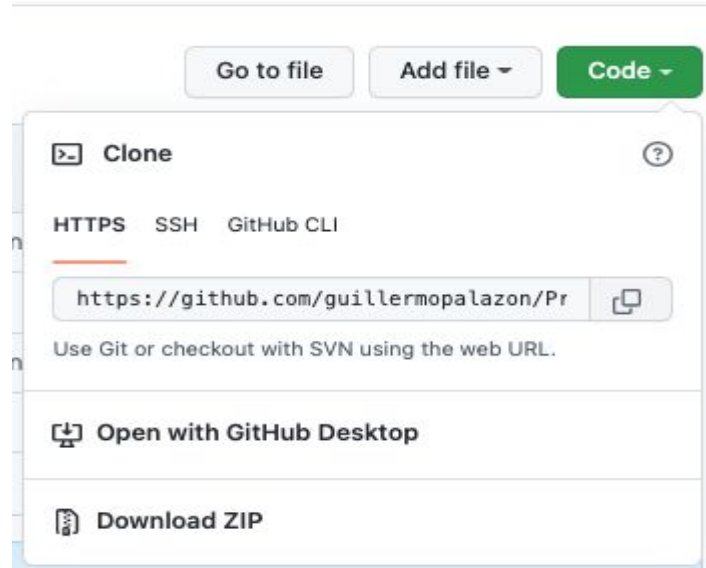 Go to file Add file Code
Clone
HTTPS SSH GitHub CLI
https://github.com/guillermopalazon/Pr
Use Git or checkout with SVN using the web URL.
Open with GitHub Desktop
Download ZIP